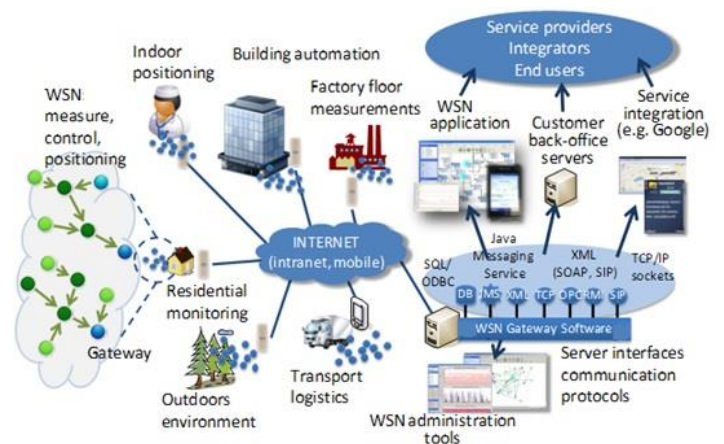 Service providers
Integrators
End users
Indoor
positioning
Building automation
Factory floor
measurements
WSN:
measure,
control,
positioning
WSN
application
Customer
back-office
servers
Service
integration
(e.g. Google)
INTERNET
(intranet, mobile)
SQL/
ODBC
Java
Messaging
Service
XML
(SOAP, SIP)
TCP/IP
sockets
DB JMS XML TCP OPC RMI SIP
WSN Gateway Software
Residential
monitoring
Gateway
Outdoors
environment
Transport
logistics
WSN administration
tools
Server interfaces
communication
protocols